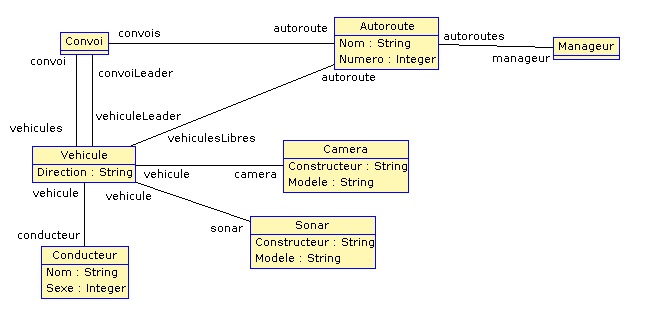 Convoi
convois
autoroute
Autoroute
Nom : String
Numero : Integer
autoroutes
Manageur
manageur
convoi
convoiLeader
autoroute
vehiculeLeader
vehicules
vehiculesLibres
Vehicule
Direction : String
vehicule
camera
Camera
Constructeur : String
Modele : String
vehicule
vehicule
sonar
Sonar
Constructeur : String
Modele : String
conducteur
Conducteur
Nom : String
Sexe : Integer